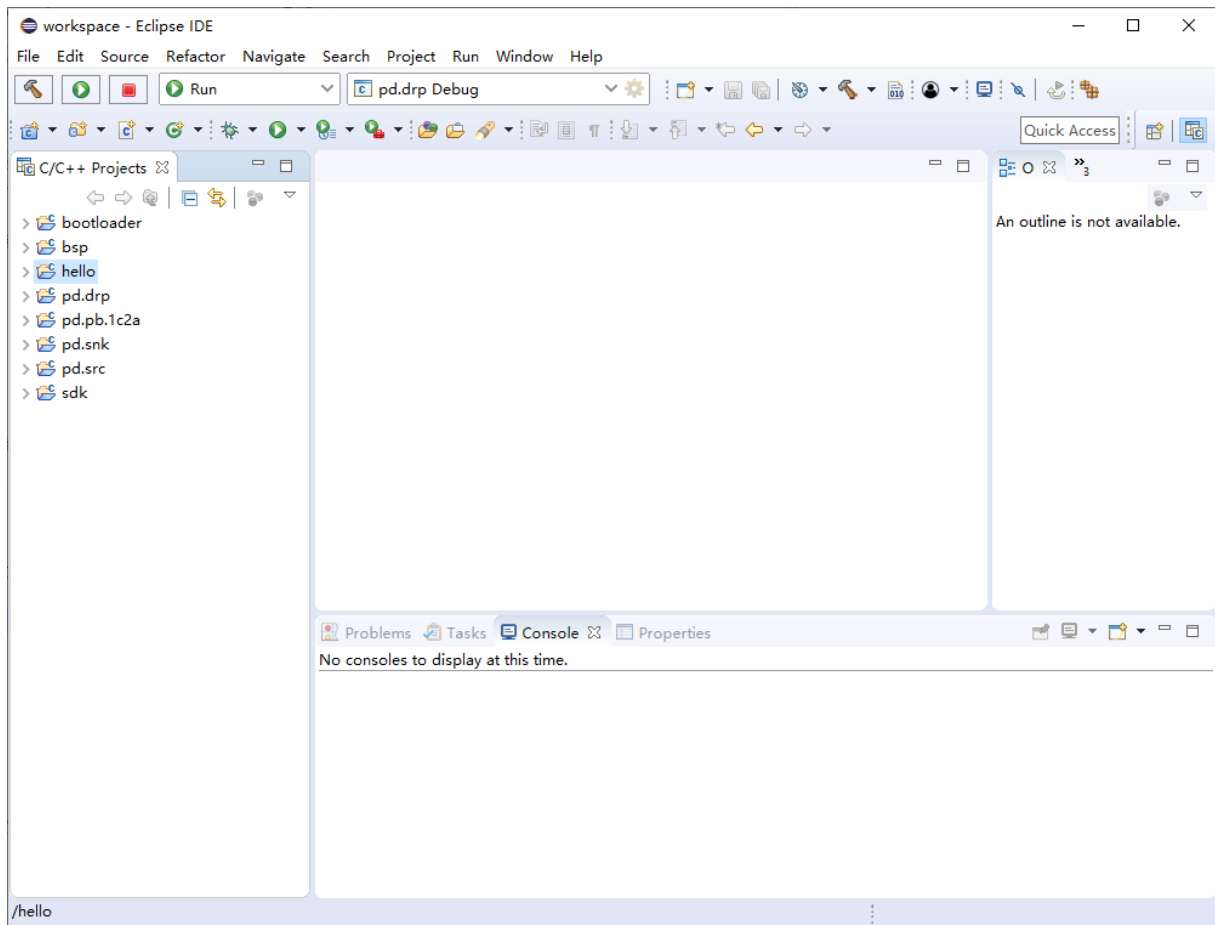 workspace - Eclipse IDE
File Edit Source Refactor Navigate Search Project Run Window Help
Run pd.drp Debug
Quick Access
C/C++ Projects
O »3
bootloader
bsp
hello
pd.drp
pd.pb.1c2a
pd.snk
pd.src
sdk
An outline is not available.
Problems Tasks Console Properties
No consoles to display at this time.
/hello